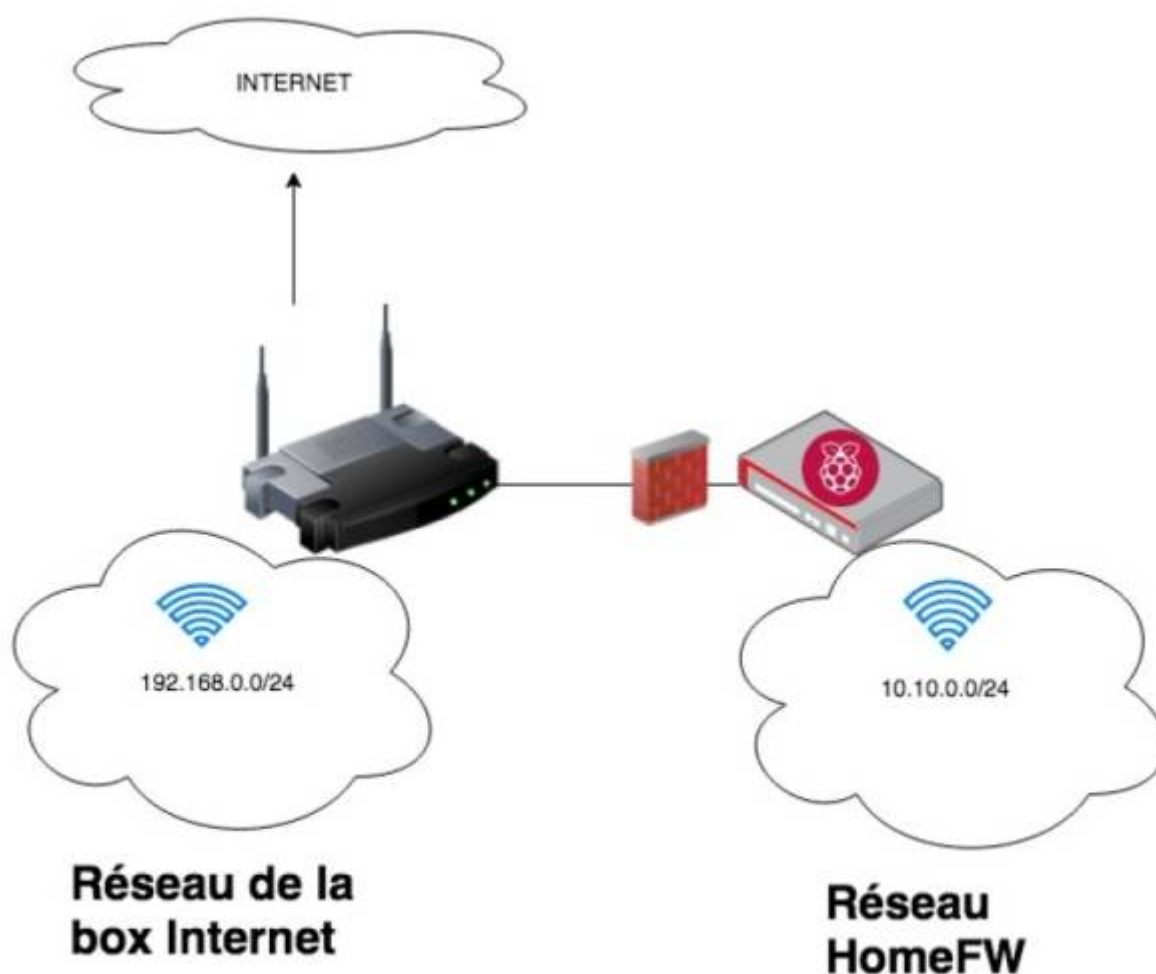 INTERNET
192.168.0.0/24
10.10.0.0/24
Réseau de la
box Internet
Réseau
HomeFW